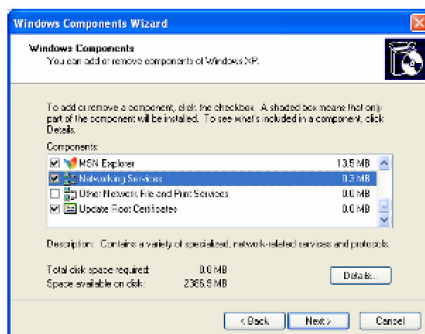 Windows Components Wizard
Windows Components
You can add or remove components of Windows XP.
To add or remove a component, click the checkbox. A shaded box means that only
part of the component will be installed. To see what's included in a component, click
Details.
Components:
MSN Explorer 13.5 MB
Networking Services 0.3 MB
Other Network File and Print Services 0.0 MB
Update Root Certificates 0.0 MB
Description: Contains a variety of specialized, network-related services and protocols.
Total disk space required: 0.0 MB
Space available on disk: 2386.9 MB
Details...
< Back
Next >
Cancel